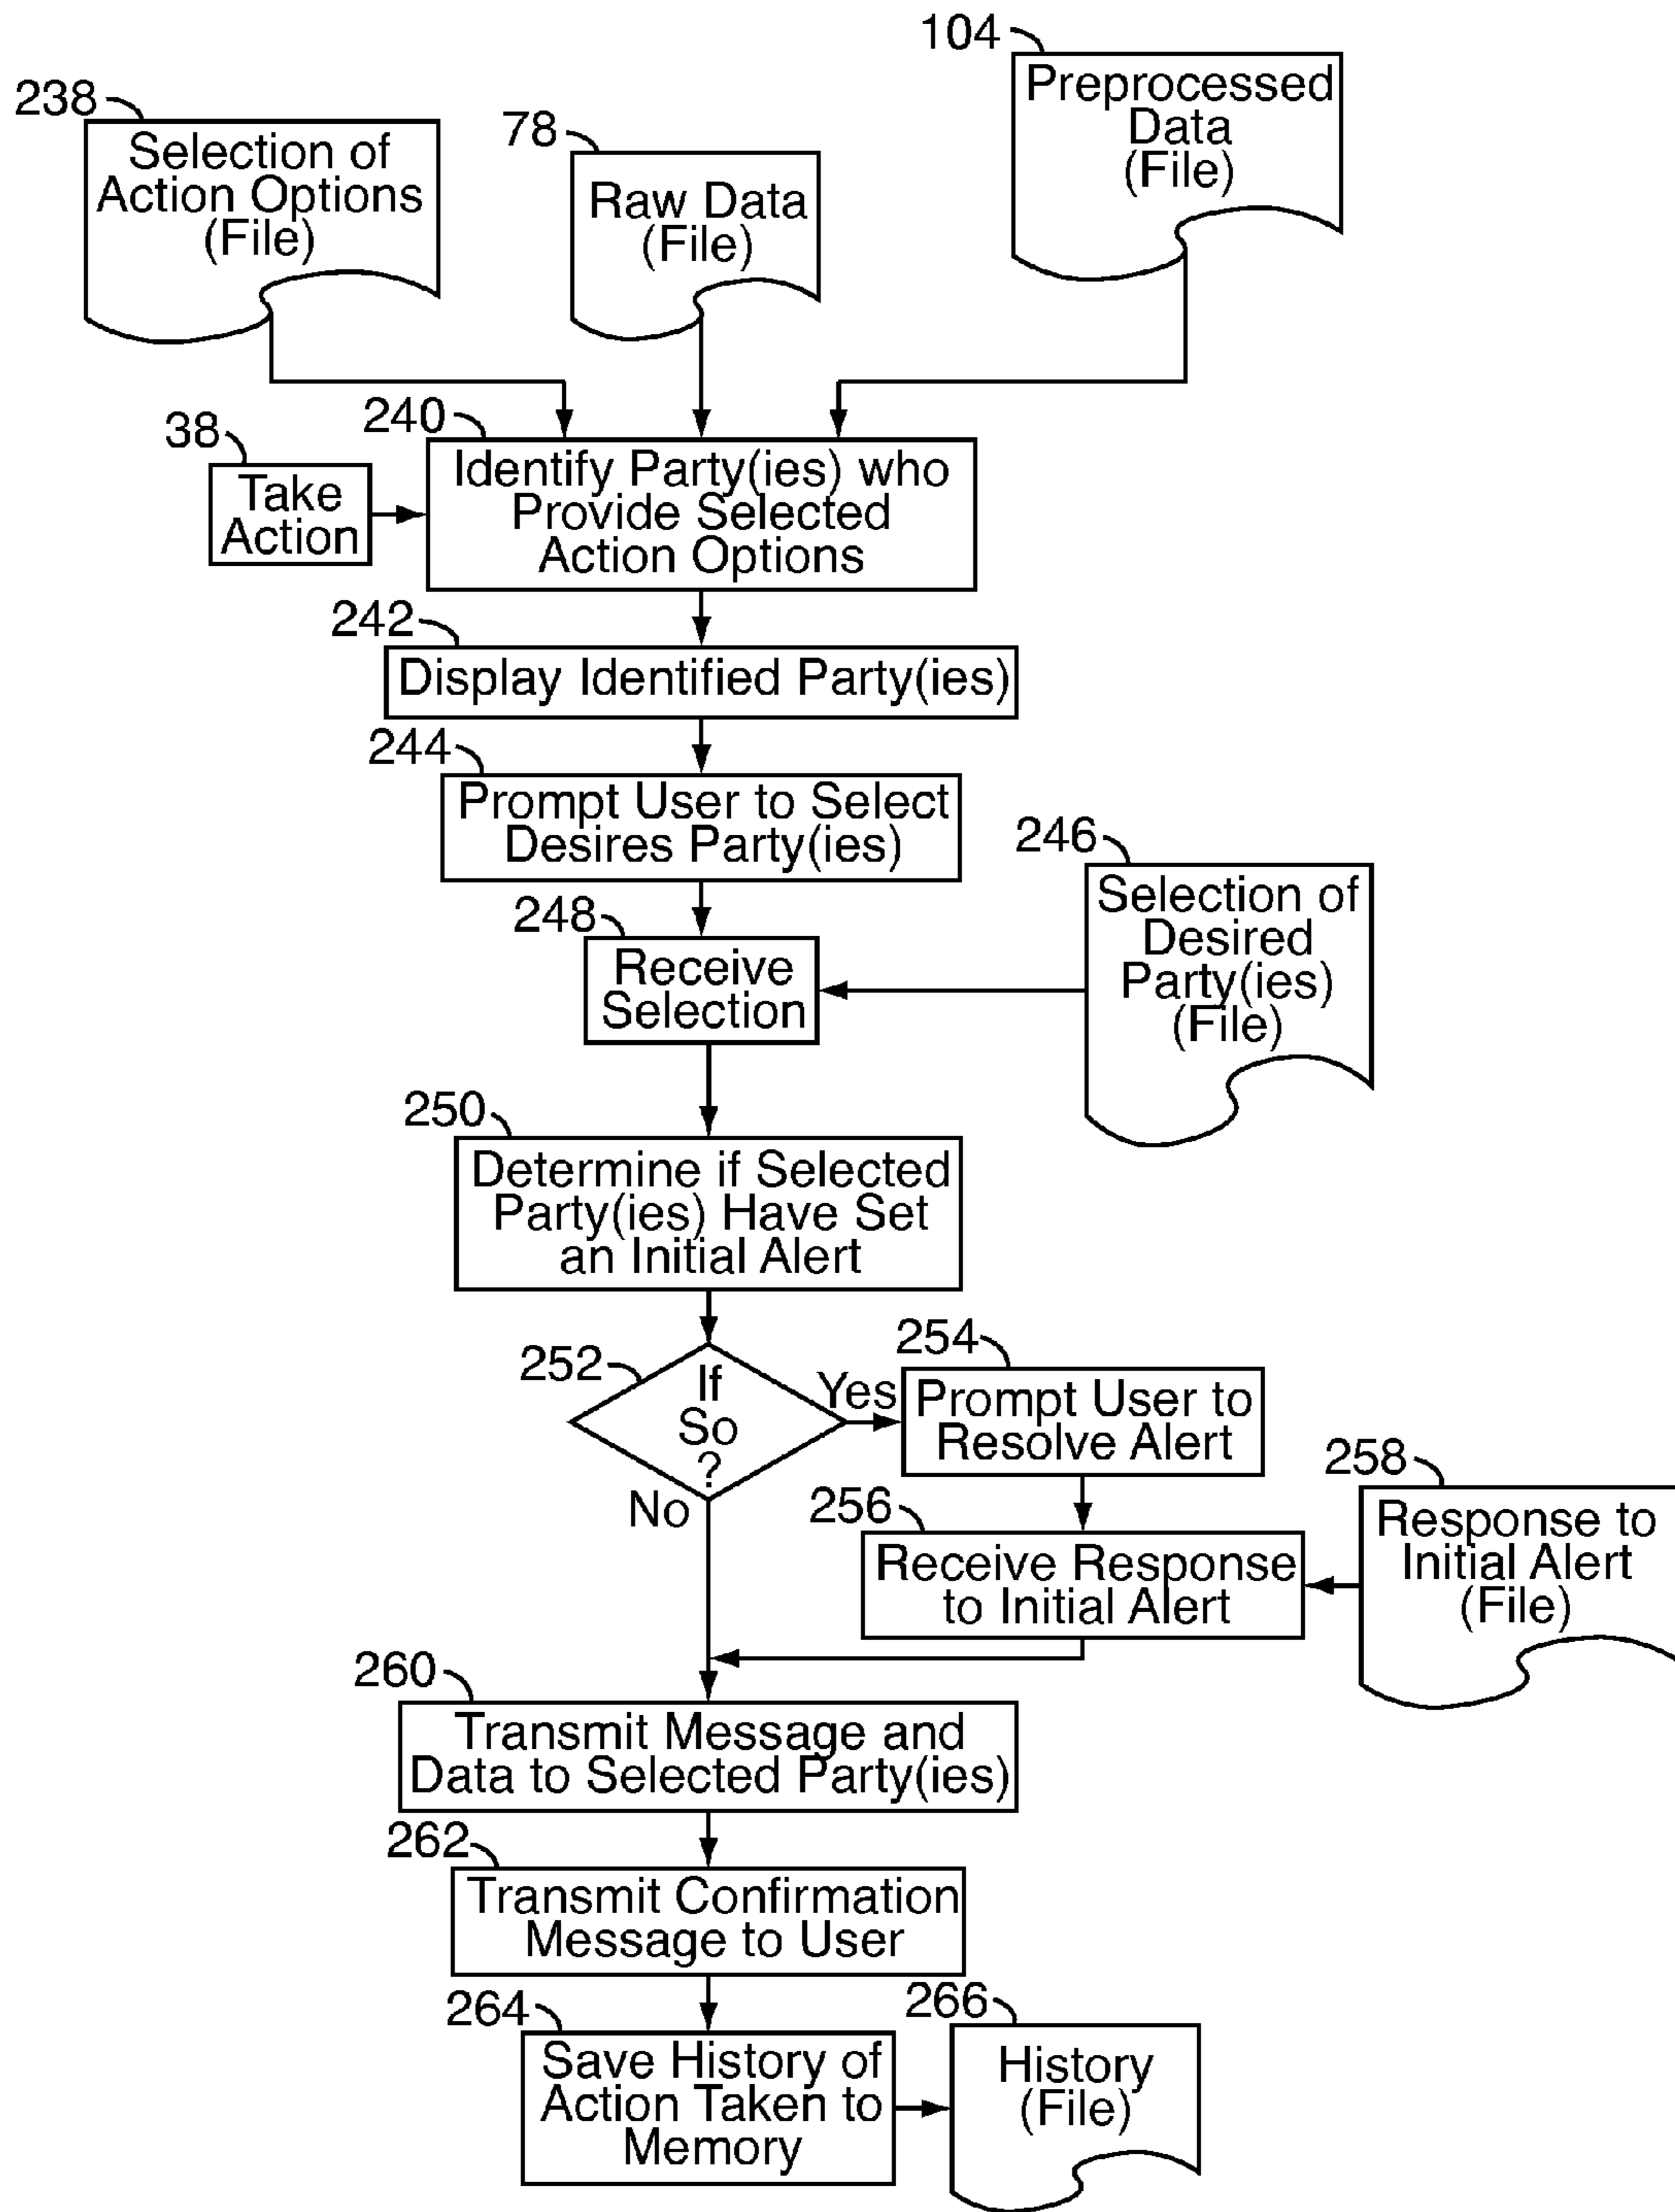 104
Preprocessed
Data
(File)
238
Selection of
Action Options
(File)
78
Raw Data
(File)
38
Take
Action
240
Identify Party(ies) who
Provide Selected
Action Options
242
Display Identified Party(ies)
244
Prompt User to Select
Desires Party(ies)
246
Selection of
Desired
Party(ies)
(File)
248
Receive
Selection
250
Determine if Selected
Party(ies) Have Set
an Initial Alert
252
If
So
?
Yes
No
254
Prompt User to
Resolve Alert
256
Receive Response
to Initial Alert
258
Response to
Initial Alert
(File)
260
Transmit Message and
Data to Selected Party(ies)
262
Transmit Confirmation
Message to User
264
Save History of
Action Taken to
Memory
266
History
(File)